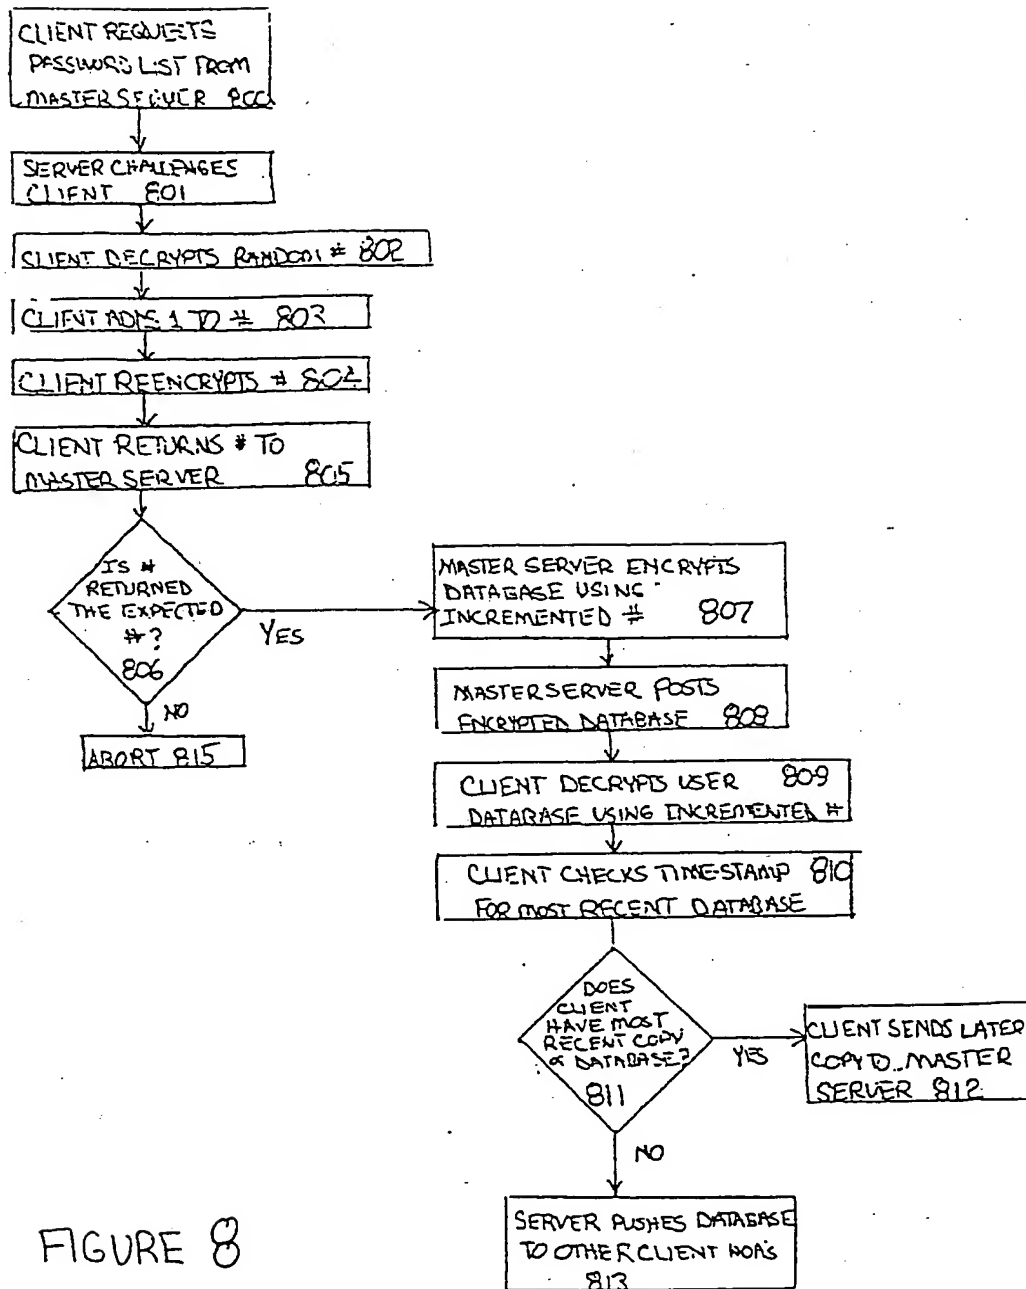 CLIENT REQUESTS
PASSWORD LIST FROM
MASTER SERVER 800
SERVER CHALLENGES
CLIENT 801
CLIENT DECRYPTS RANDOM # 802
CLIENT ADDS 1 TO # 803
CLIENT REENCRYPTS # 804
CLIENT RETURNS # TO
MASTER SERVER 805
IS #
RETURNED
THE EXPECTED
#?
806
YES
NO
ABORT 815
MASTER SERVER ENCRYPTS
DATABASE USING
INCREMENTED # 807
MASTER SERVER POSTS
ENCRYPTED DATABASE 808
CLIENT DECRYPTS USER 809
DATABASE USING INCREMENTED #
CLIENT CHECKS TIME-STAMP 810
FOR MOST RECENT DATABASE
DOES
CLIENT
HAVE MOST
RECENT COPY
OF DATABASE?
811
YES
CLIENT SENDS LATER
COPY TO MASTER
SERVER 812
NO
SERVER PUSHES DATABASE
TO OTHER CLIENT
813
FIGURE 8